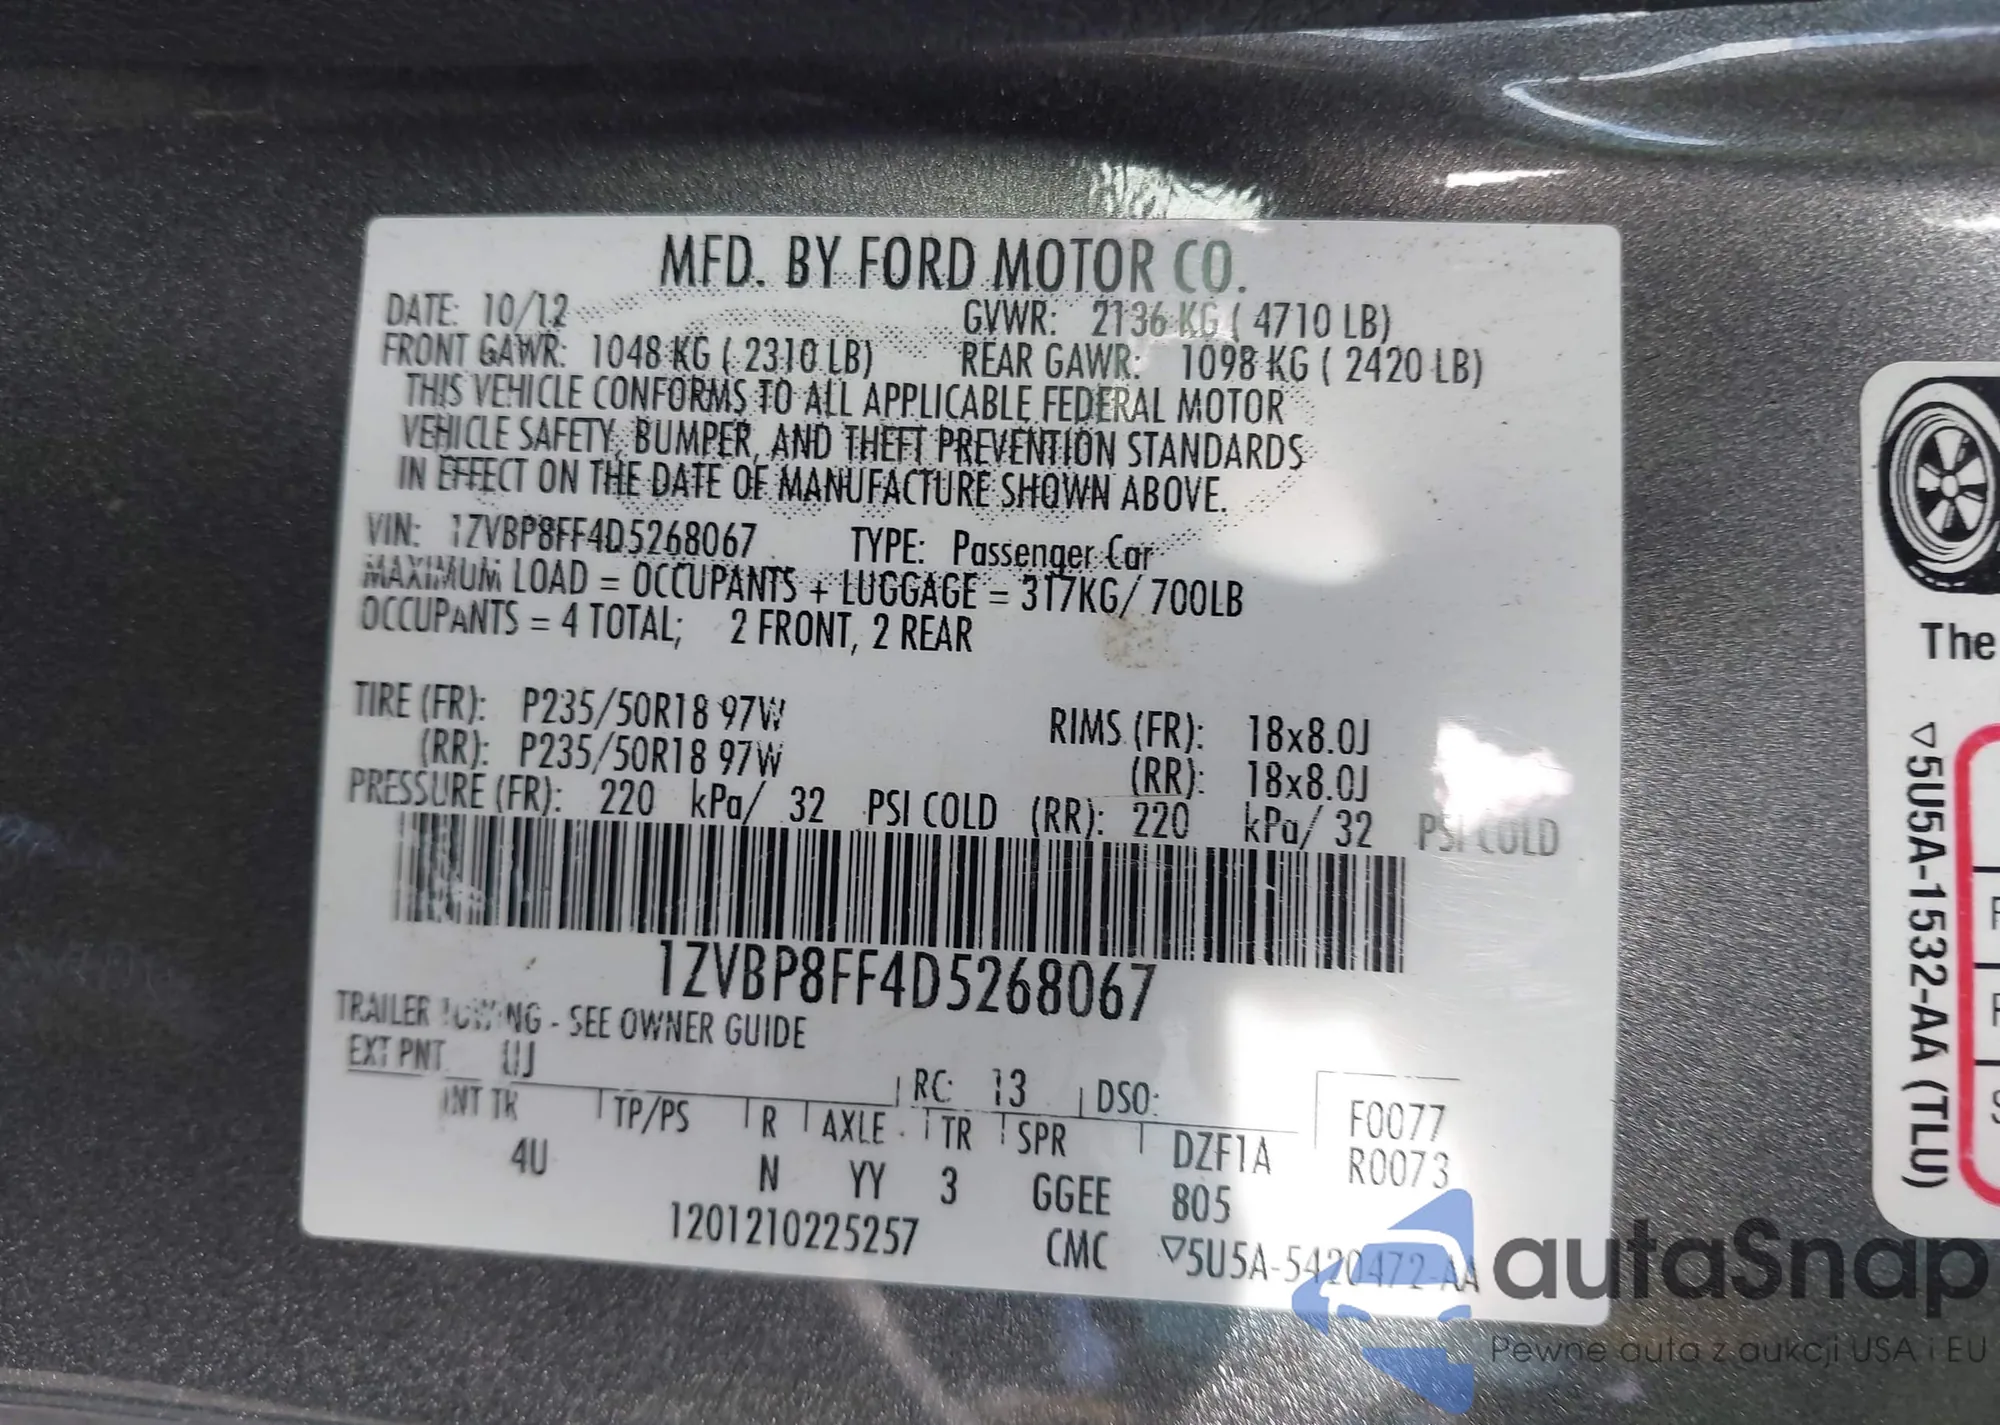 MFD. BY FORD MOTOR CO.
DATE: 10/12 GVWR: 2136 KG ( 4710 LB)
FRONT GAWR: 1048 KG ( 2310 LB) REAR GAWR: 1098 KG ( 2420 LB)
THIS VEHICLE CONFORMS TO ALL APPLICABLE FEDERAL MOTOR
VEHICLE SAFETY, BUMPER, AND THEFT PREVENTION STANDARDS
IN EFFECT ON THE DATE OF MANUFACTURE SHOWN ABOVE.
VIN: 1ZVBP8FF4D5268067 TYPE: Passenger Car
MAXIMUM LOAD = OCCUPANTS + LUGGAGE = 317KG/ 700LB
OCCUPANTS = 4 TOTAL; 2 FRONT, 2 REAR
TIRE (FR): P235/50R18 97W RIMS (FR): 18x8.0J
(RR): P235/50R18 97W (RR): 18x8.0J
PRESSURE (FR): 220 kPa/ 32 PSI COLD (RR): 220 kPa/ 32 PSI COLD
1ZVBP8FF4D5268067
TRAILER TOWING - SEE OWNER GUIDE
EXT PNT UJ RC: 13 DSO:
INT TR TP/PS R AXLE TR SPR DZF1A F0077
4U N YY 3 GGEE 805 R0073
1201210225257 CMC ▽5U5A-5420472-AA
The
▽5U5A-1532-AA (TLU)
autaSnap
Pewne auta z aukcji USA i EU